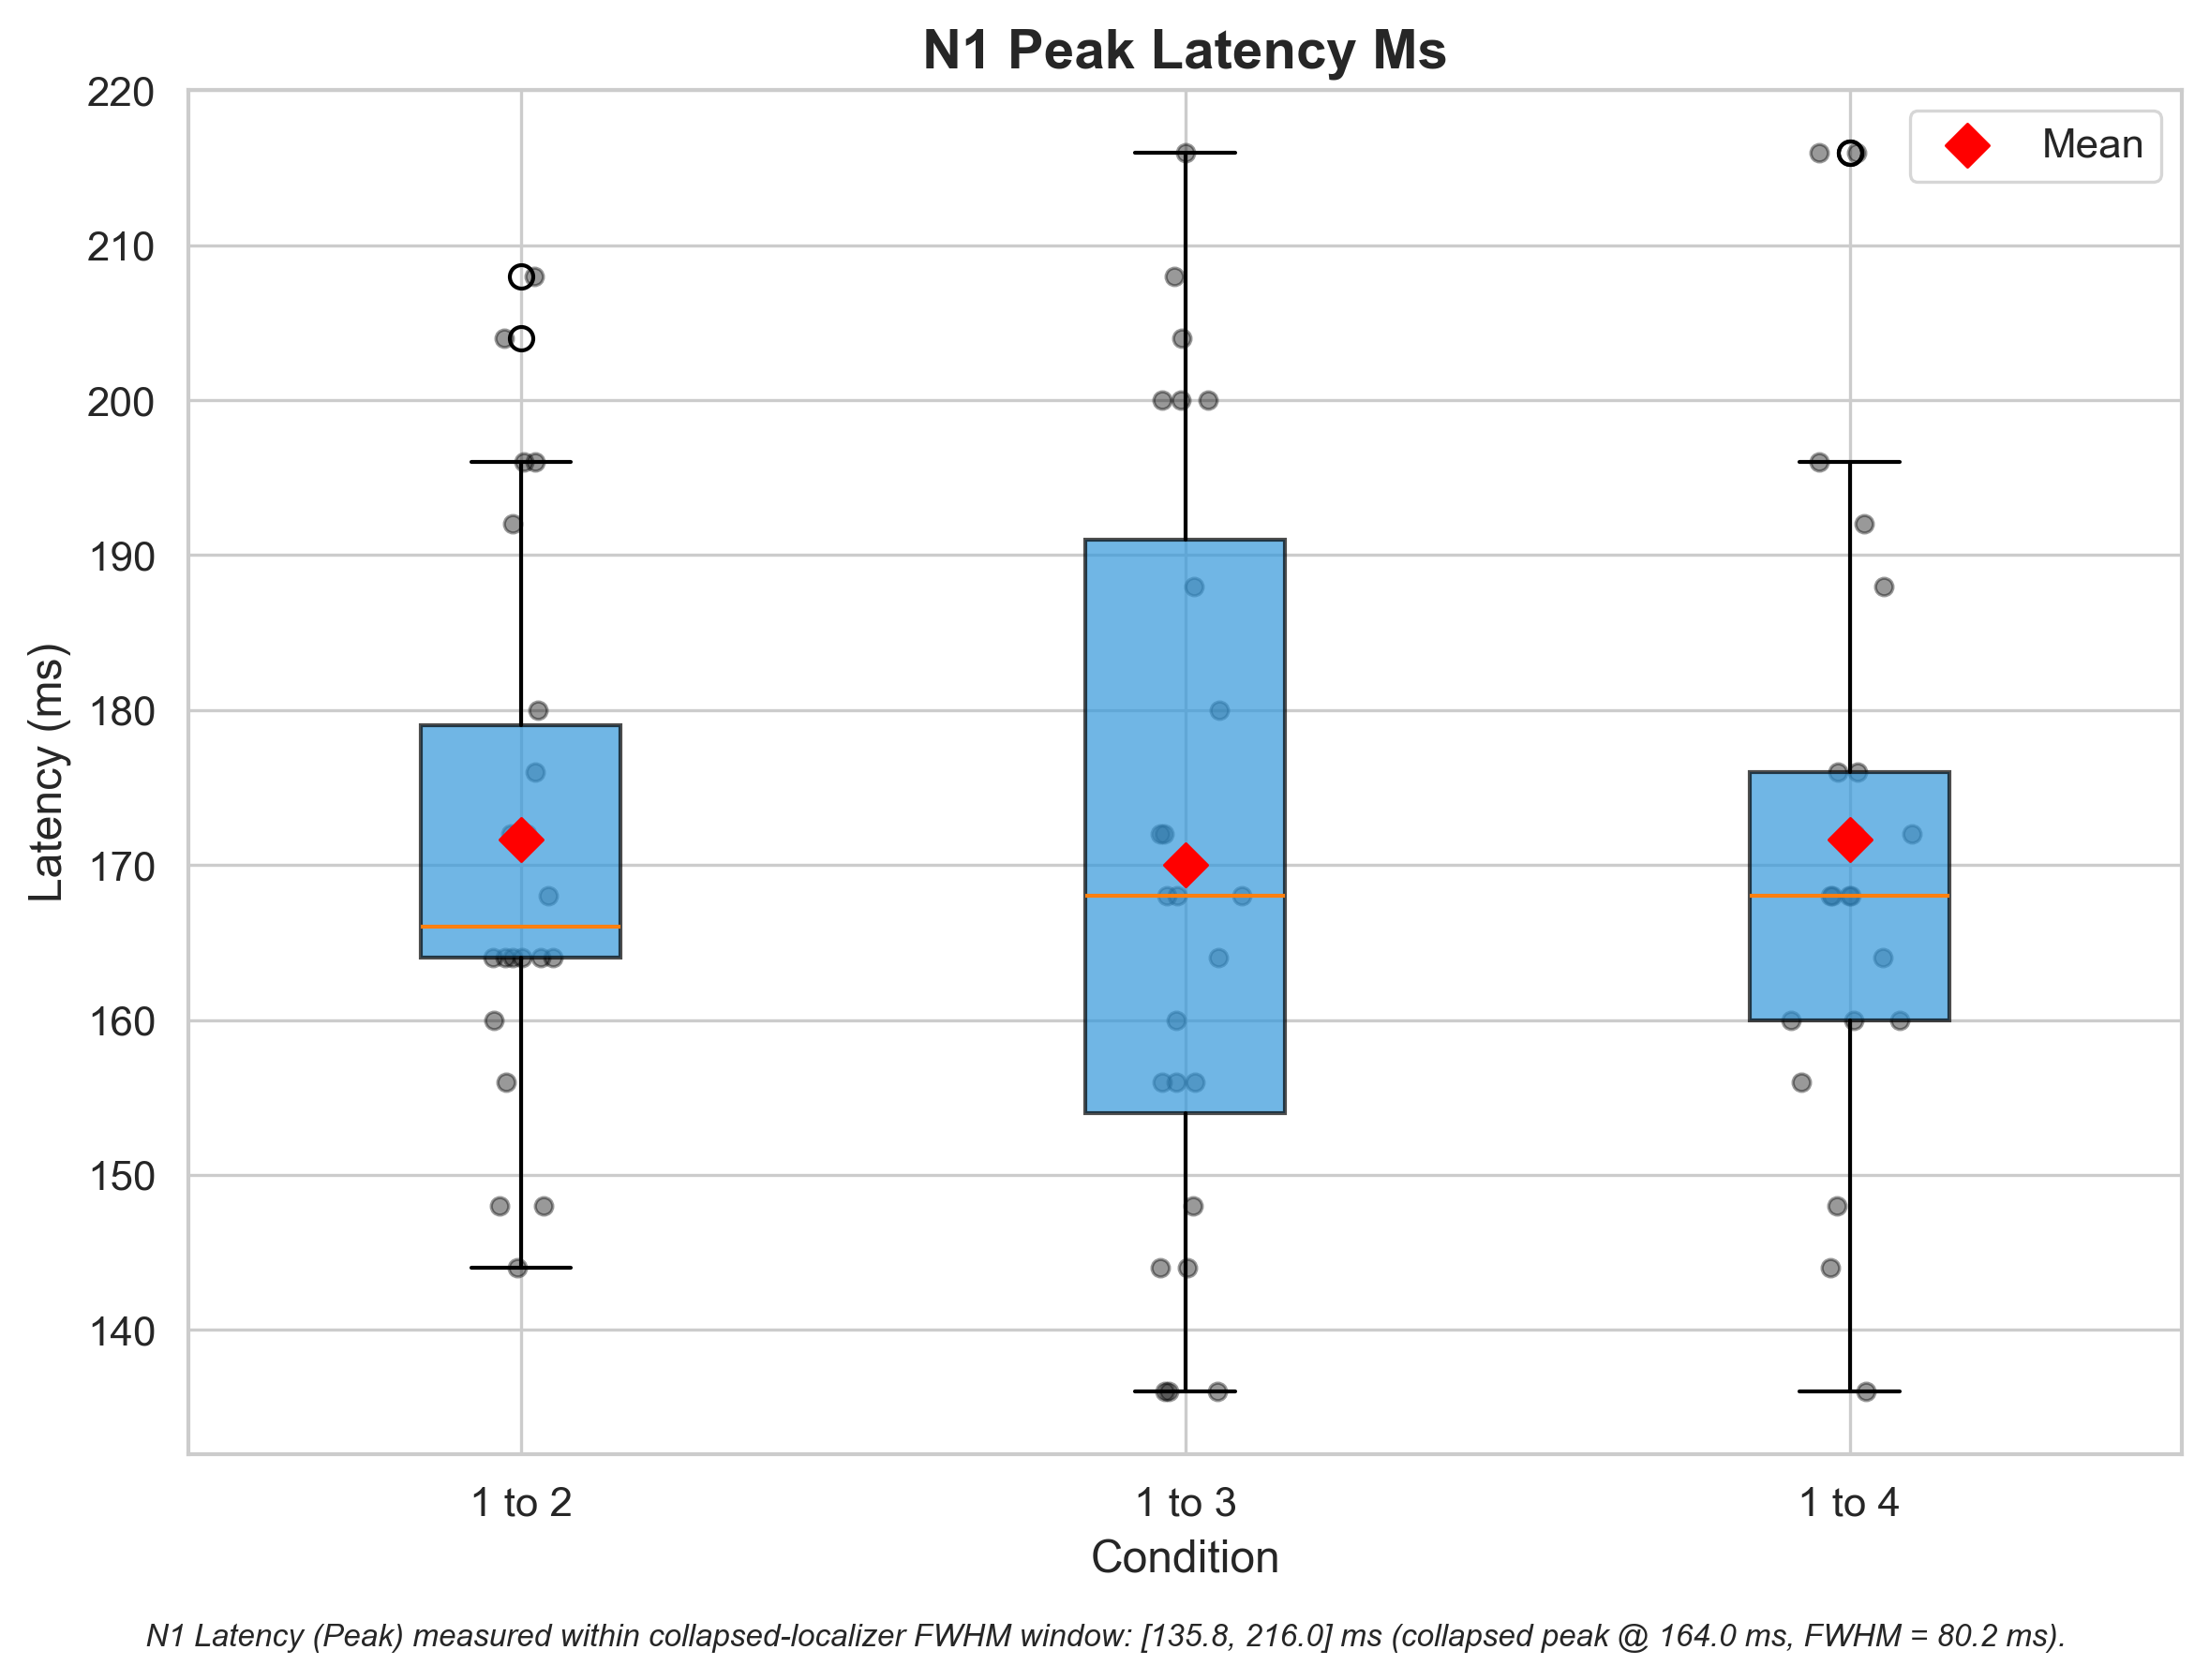 N1 Peak Latency Ms
Mean
220
210
200
190
180
170
160
150
140
Latency (ms)
1 to 2
1 to 3
1 to 4
Condition
N1 Latency (Peak) measured within collapsed-localizer FWHM window: [135.8, 216.0] ms (collapsed peak @ 164.0 ms, FWHM = 80.2 ms).